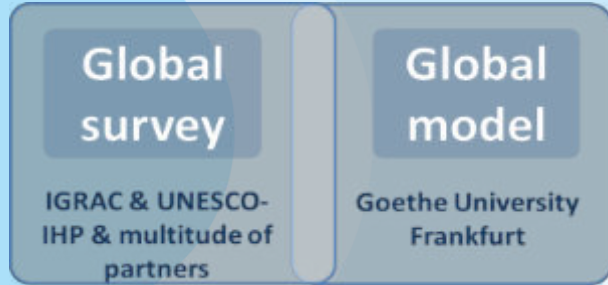 Global
survey
IGRAC & UNESCO-
IHP & multitude of
partners
Global
model
Goethe University
Frankfurt